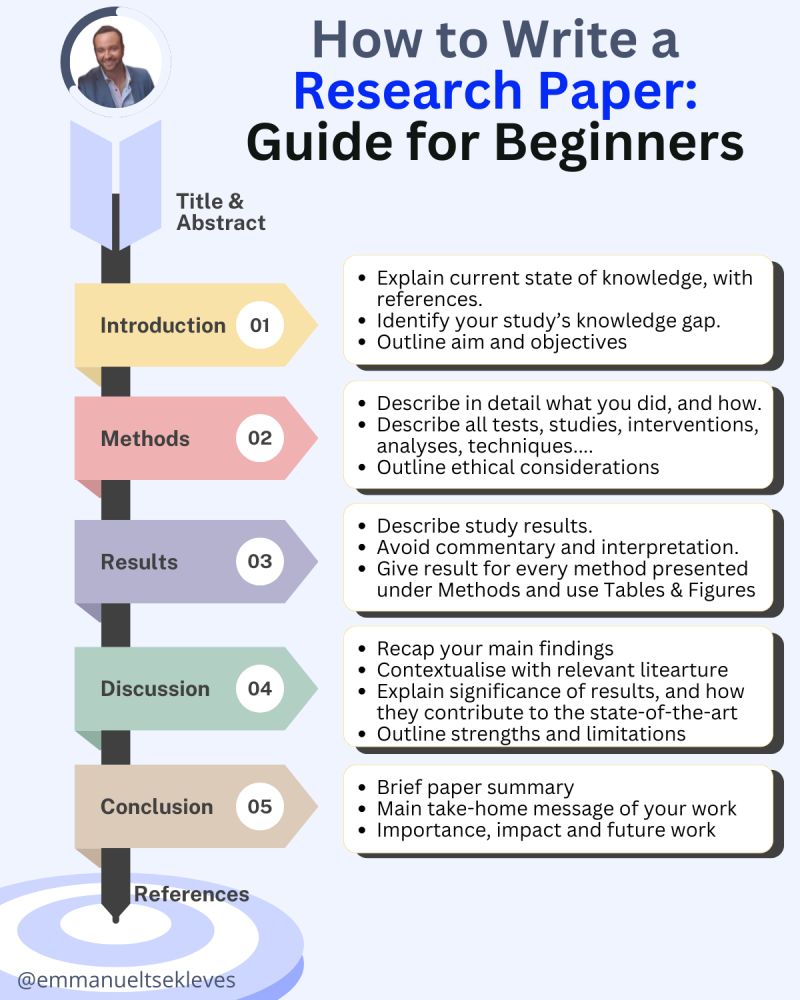 How to Write a
Research Paper:
Guide for Beginners
Title &
Abstract
Introduction 01
• Explain current state of knowledge, with
references.
• Identify your study's knowledge gap.
• Outline aim and objectives
Methods 02
• Describe in detail what you did, and how.
• Describe all tests, studies, interventions,
analyses, techniques....
• Outline ethical considerations
Results 03
• Describe study results.
• Avoid commentary and interpretation.
• Give result for every method presented
under Methods and use Tables & Figures
Discussion 04
• Recap your main findings
• Contextualise with relevant litearture
• Explain significance of results, and how
they contribute to the state-of-the-art
• Outline strengths and limitations
Conclusion 05
• Brief paper summary
• Main take-home message of your work
• Importance, impact and future work
References
@emmanueltsekleves